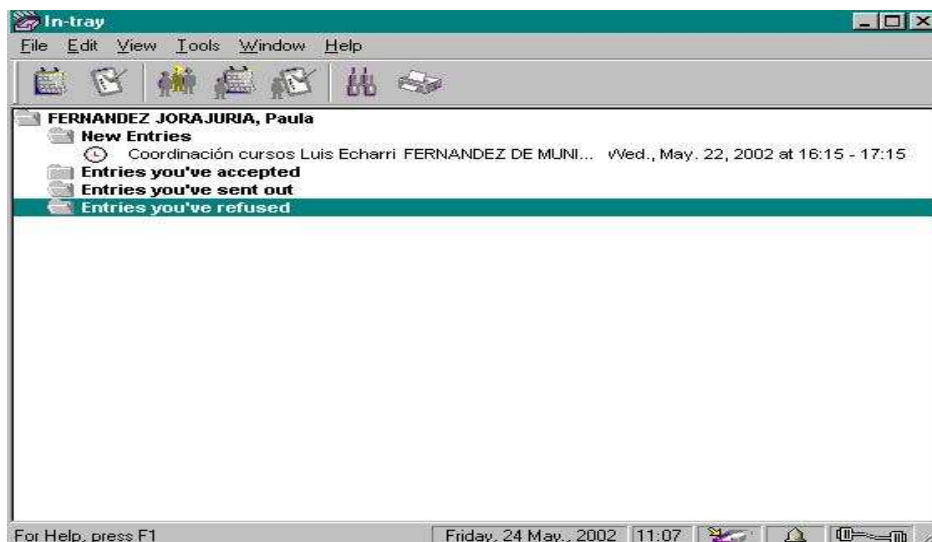 In-tray
File Edit View Tools Window Help
FERNANDEZ JORAJURIA, Paula
New Entries
Coordinación cursos Luis Echarri FERNANDEZ DE MUNI... Wed., May. 22, 2002 at 16:15 - 17:15
Entries you've accepted
Entries you've sent out
Entries you've refused
For Help, press F1 Friday, 24 May., 2002 11:07